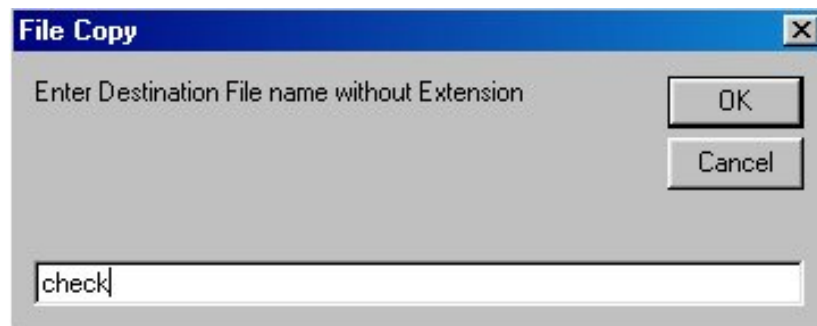 File Copy
Enter Destination File name without Extension
OK
Cancel
check